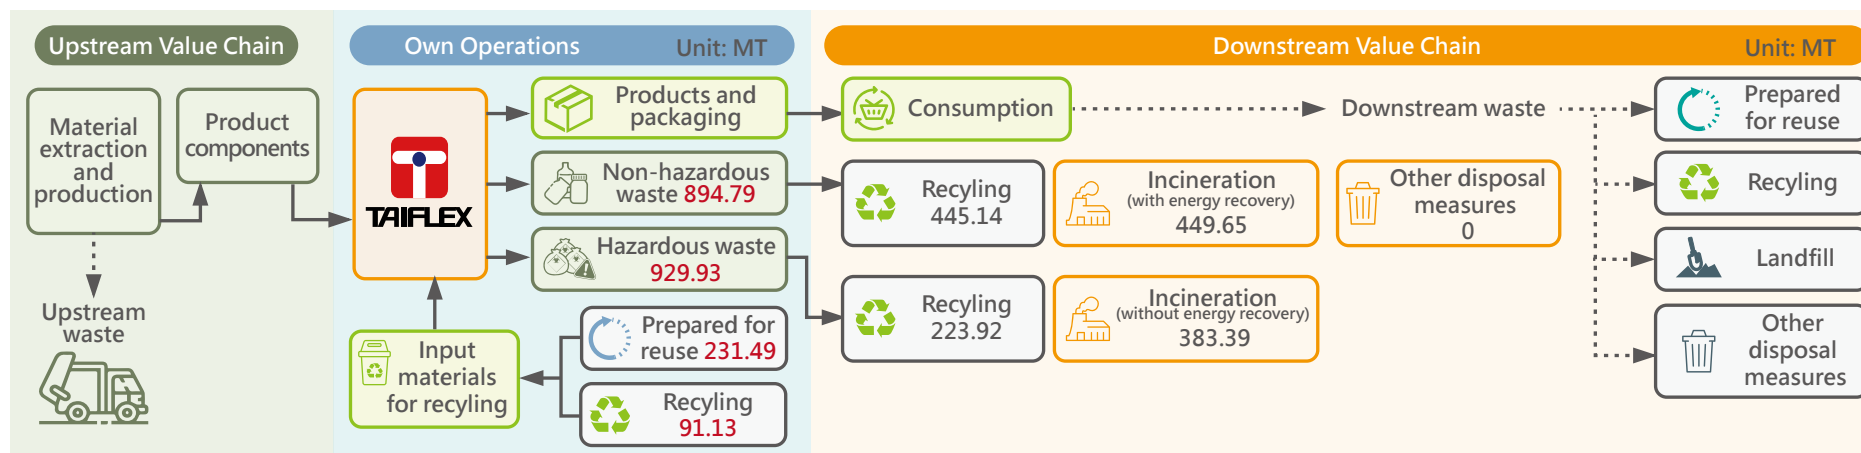 Upstream Value Chain
Own Operations
Unit: MT
Downstream Value Chain
Unit: MT
Material
extraction
and
production
Product
components
Upstream
waste
TAIFLEX
Products and
packaging
Non-hazardous
waste 894.79
Hazardous waste
929.93
Input
materials
for recyling
Prepared for
reuse 231.49
Recyling
91.13
Consumption
Downstream waste
Recyling
445.14
Incineration
(with energy recovery)
449.65
Other disposal
measures
0
Recyling
223.92
Incineration
(without energy recovery)
383.39
Prepared
for reuse
Recyling
Landfill
Other
disposal
measures